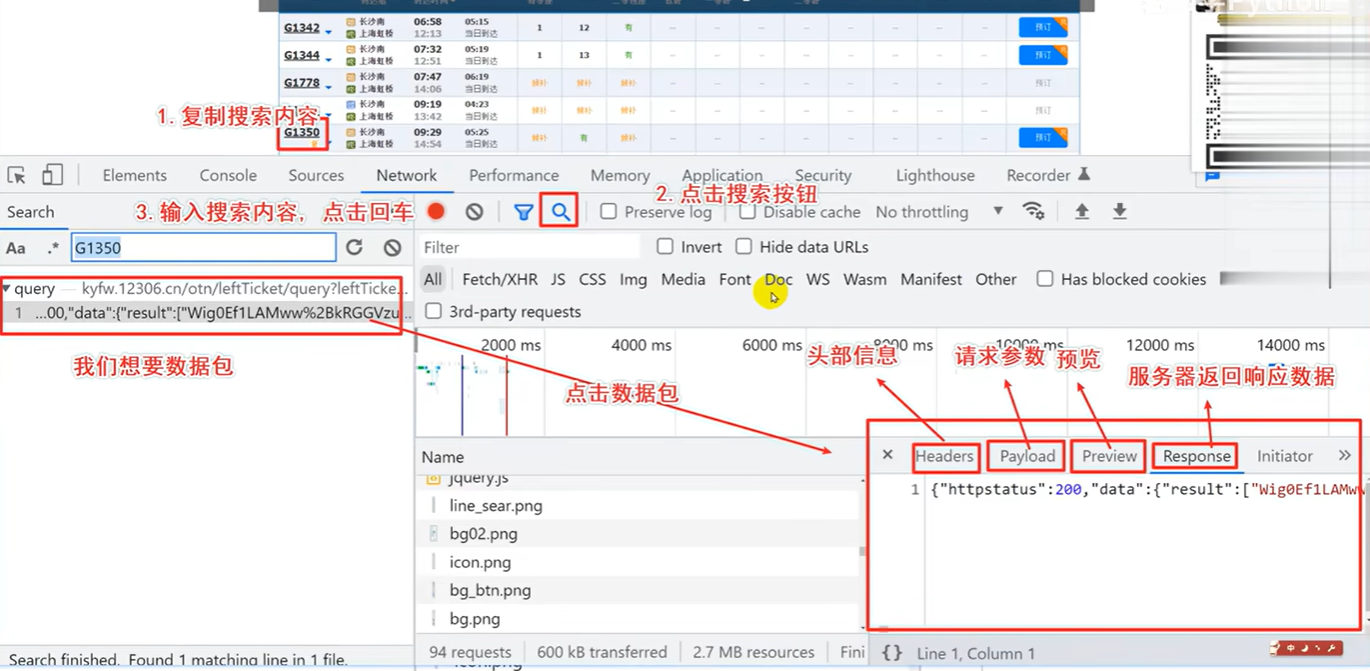 G1342 长沙南 06:58 05:15 1 12 有 -- -- -- -- -- -- -- -- 预订
上海虹桥 12:13 当日到达
G1344 长沙南 07:32 05:19 1 13 有 -- -- -- -- -- -- -- -- 预订
上海虹桥 12:51 当日到达
G1778 长沙南 07:47 06:19 候补 候补 候补 -- -- -- -- -- -- -- -- 预订
上海虹桥 14:06 当日到达
长沙南 09:19 04:23 候补 候补 候补 -- -- -- -- -- -- -- -- 预订
1. 复制搜索内容
上海虹桥 13:42 当日到达
G1350 长沙南 09:29 05:25 候补 有 候补 -- -- -- -- -- -- -- -- 预订
上海虹桥 14:54 当日到达
Elements Console Sources Network Performance Memory Application Security Lighthouse Recorder
2. 点击搜索按钮
Search
3. 输入搜索内容，点击回车
Preserve log Disable cache No throttling
Aa .* G1350
Filter Invert Hide data URLs
All Fetch/XHR JS CSS Img Media Font Doc WS Wasm Manifest Other Has blocked cookies
query — kyfw.12306.cn/otn/leftTicket/query?leftTicke...
1 ...00,"data":{"result":["Wig0Ef1LAMww%2BkRGGVzu...
3rd-party requests
2000 ms 4000 ms 6000 ms 8000 ms 10000 ms 12000 ms 14000 ms
我们想要数据包
点击数据包
头部信息
请求参数
预览
服务器返回响应数据
Name
Headers Payload Preview Response Initiator
jquery.js
1 {"httpstatus":200,"data":{"result":["Wig0Ef1LAMww
line_sear.png
bg02.png
icon.png
bg_btn.png
bg.png
94 requests 600 kB transferred 2.7 MB resources Fini
{} Line 1, Column 1
Search finished. Found 1 matching line in 1 file.
icon.png